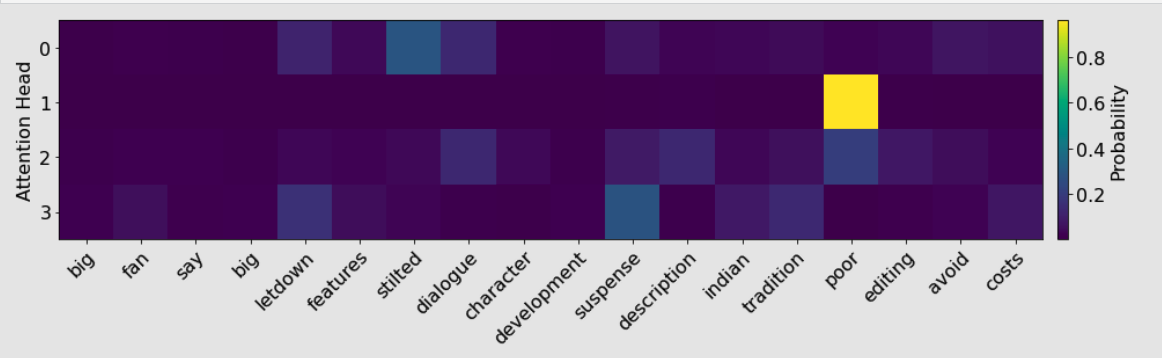 Attention Head
0
1
2
3
big fan say big letdown features stilted dialogue character development suspense description indian tradition poor editing avoid costs
0.8
0.6
0.4
0.2
Probability